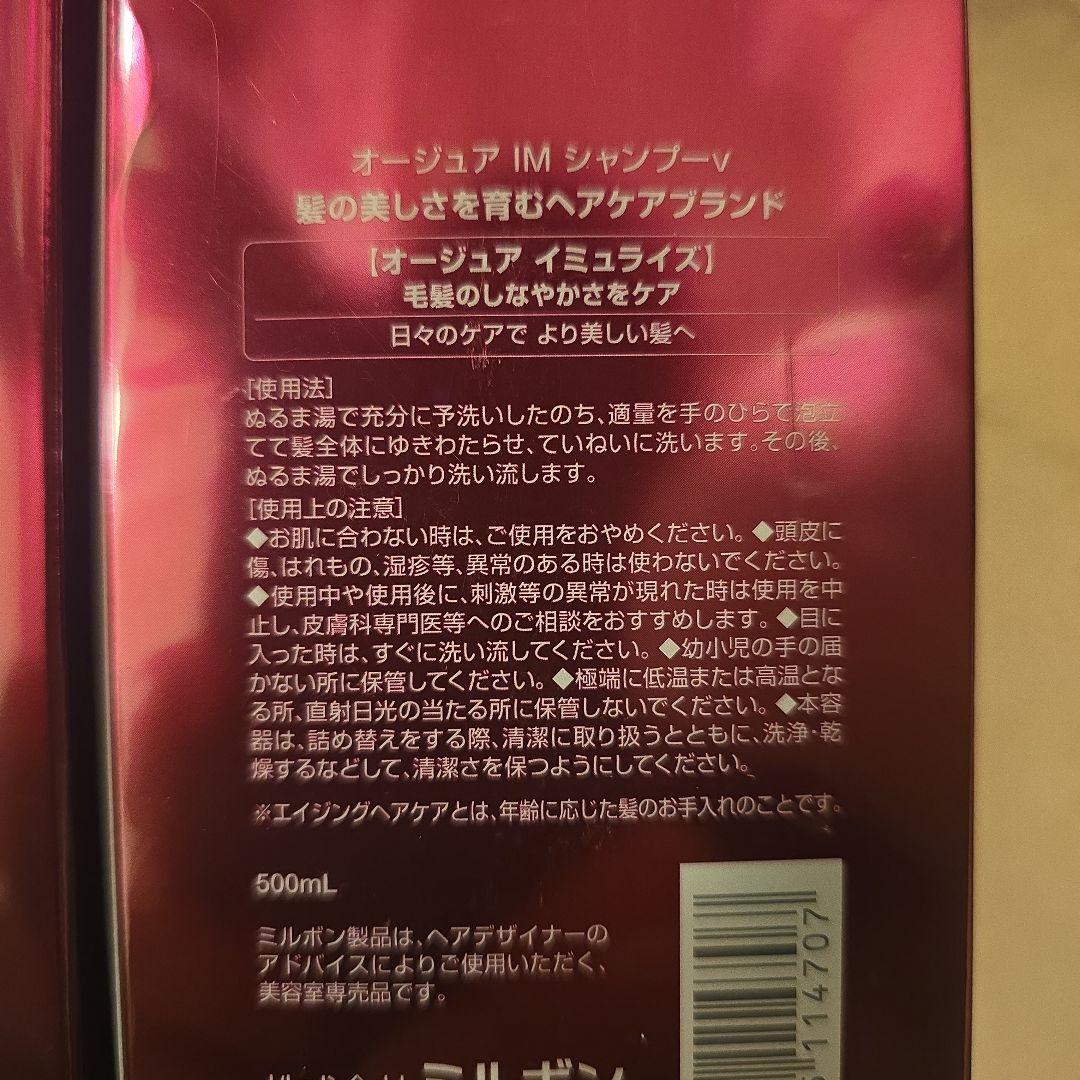 オージュア IM シャンプーv
髪の美しさを育むヘアケアブランド
【オージュア イミュライズ】
毛髪のしなやかさをケア
日々のケアで より美しい髪へ
[使用法]
ぬるま湯で充分に予洗いしたのち、適量を手のひらで泡立
てて髪全体にゆきわたらせ、ていねいに洗います。その後、
ぬるま湯でしっかり洗い流します。
[使用上の注意]
◆お肌に合わない時は、ご使用をおやめください。◆頭皮に
傷、はれもの、湿疹等、異常のある時は使わないでください。
◆使用中や使用後に、刺激等の異常が現れた時は使用を中
止し、皮膚科専門医等へのご相談をおすすめします。◆目に
入った時は、すぐに洗い流してください。◆幼小児の手の届
かない所に保管してください。◆極端に低温または高温とな
る所、直射日光の当たる所に保管しないでください。◆本容
器は、詰め替えをする際、清潔に取り扱うとともに、洗浄・乾
燥するなどして、清潔さを保つようにしてください。
※エイジングヘアケアとは、年齢に応じた髪のお手入れのことです。
500mL
ミルボン製品は、ヘアデザイナーの
アドバイスによりご使用いただく、
美容室専売品です。
114707
ミルボン